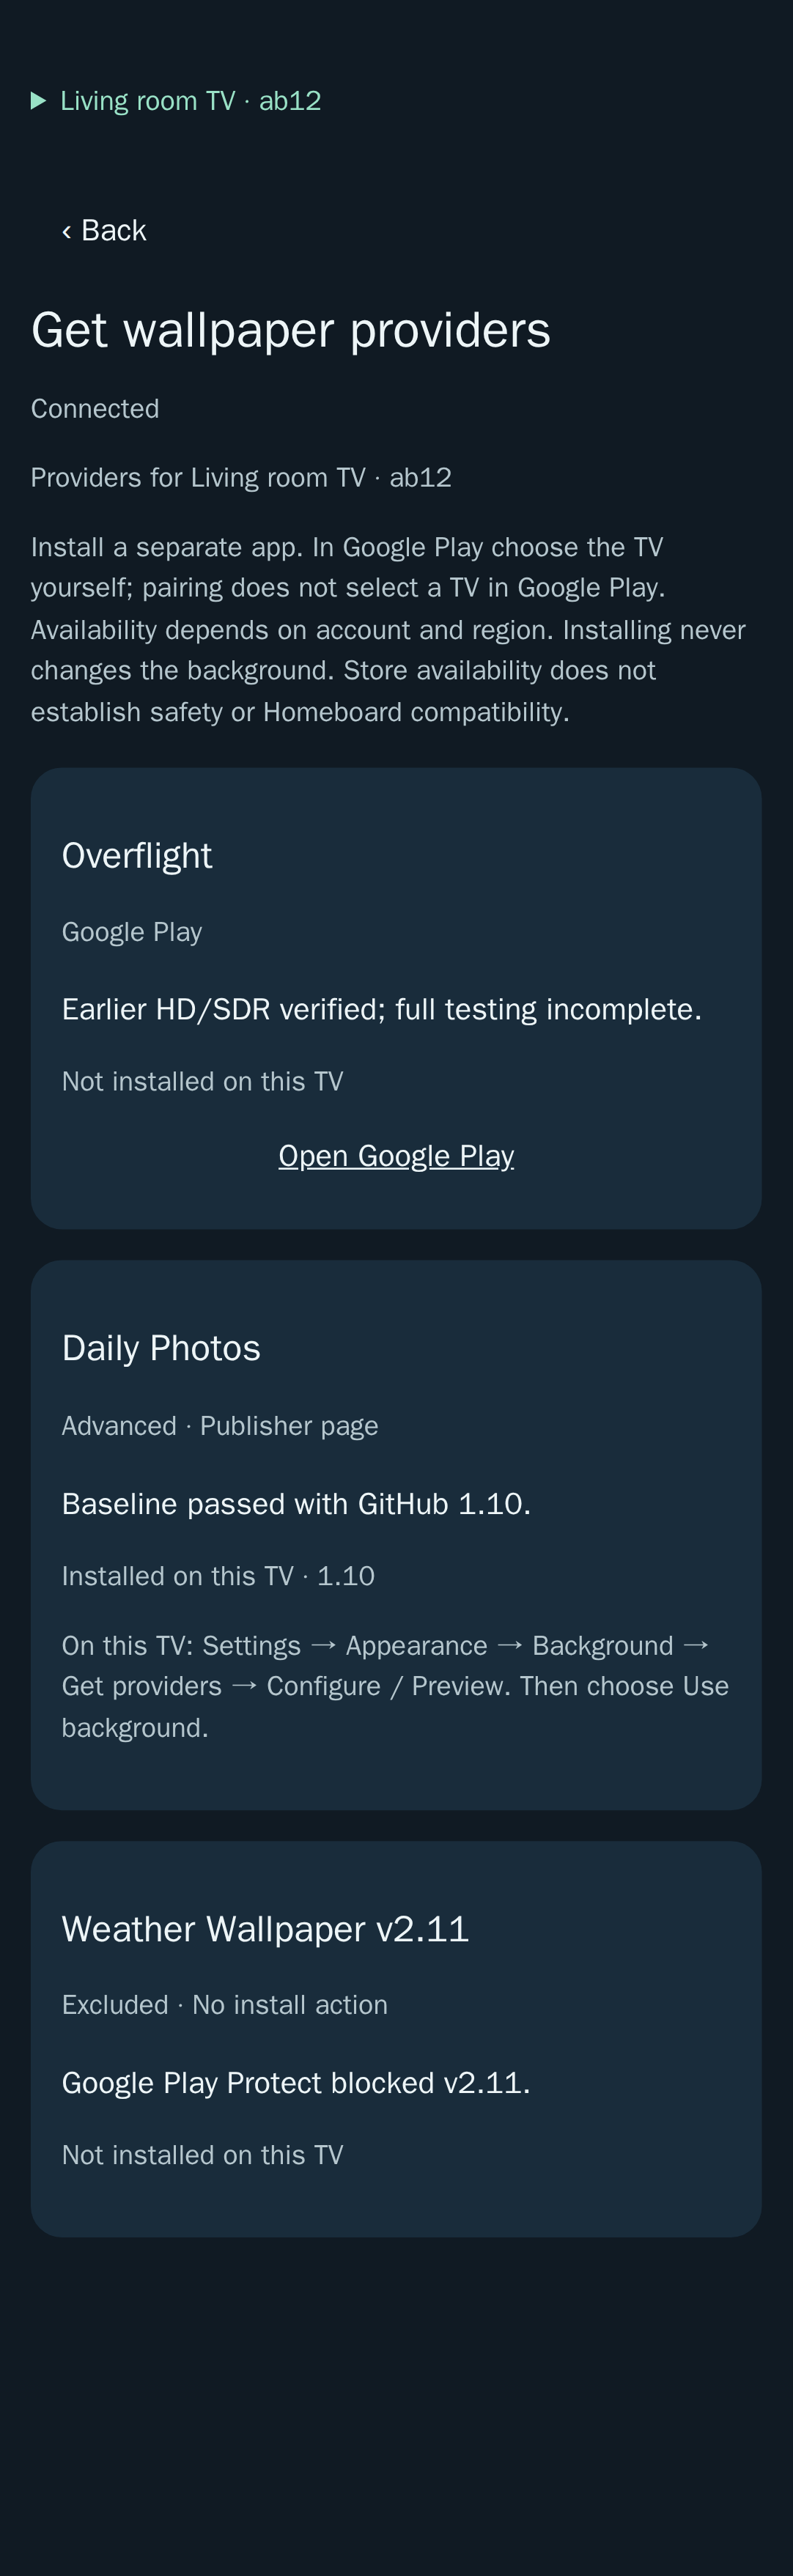 ▶ Living room TV · ab12
‹ Back
Get wallpaper providers
Connected
Providers for Living room TV · ab12
Install a separate app. In Google Play choose the TV
yourself; pairing does not select a TV in Google Play.
Availability depends on account and region. Installing never
changes the background. Store availability does not
establish safety or Homeboard compatibility.
Overflight
Google Play
Earlier HD/SDR verified; full testing incomplete.
Not installed on this TV
Open Google Play
Daily Photos
Advanced · Publisher page
Baseline passed with GitHub 1.10.
Installed on this TV · 1.10
On this TV: Settings → Appearance → Background →
Get providers → Configure / Preview. Then choose Use
background.
Weather Wallpaper v2.11
Excluded · No install action
Google Play Protect blocked v2.11.
Not installed on this TV